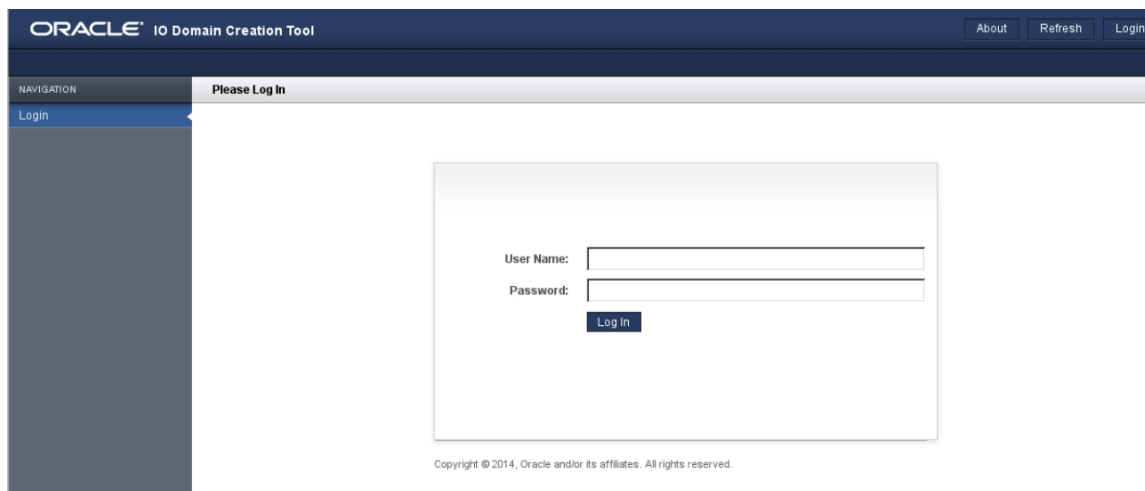 ORACLE IO Domain Creation Tool
About Refresh Login
NAVIGATION
Please Log In
Login
User Name:
Password:
Log In
Copyright © 2014, Oracle and/or its affiliates. All rights reserved.